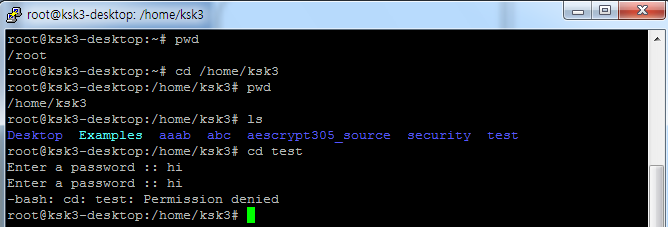 root@ksk3-desktop: /home/ksk3
root@ksk3-desktop:~# pwd
/root
root@ksk3-desktop:~# cd /home/ksk3
root@ksk3-desktop:/home/ksk3# pwd
/home/ksk3
root@ksk3-desktop:/home/ksk3# ls
Desktop  Examples  aaab  abc  aescrypt305_source  security  test
root@ksk3-desktop:/home/ksk3# cd test
Enter a password :: hi
Enter a password :: hi
-bash: cd: test: Permission denied
root@ksk3-desktop:/home/ksk3#